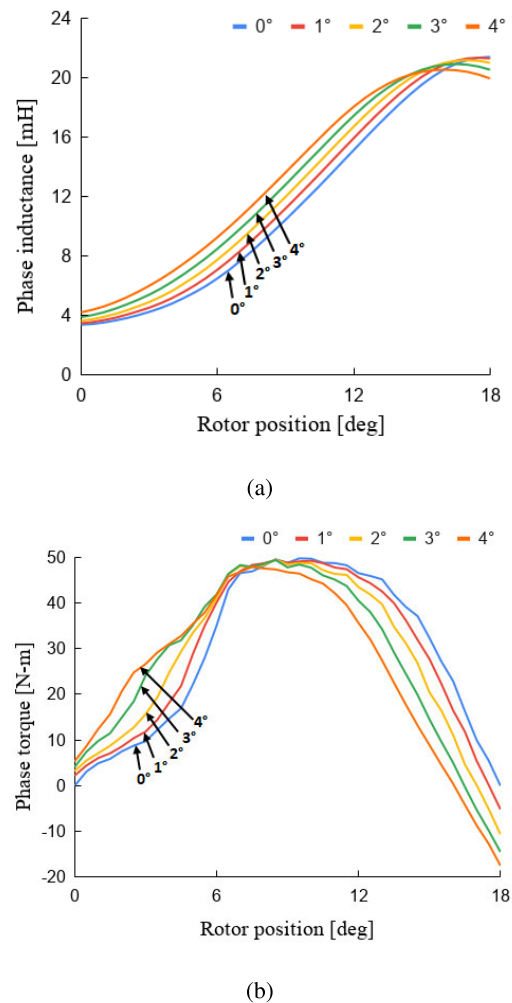 24
0° 1° 2° 3° 4°
20
16
12
8
4
0
Phase inductance [mH]
4°
3°
2°
1°
0°
0 6 12 18
Rotor position [deg]
(a)
0° 1° 2° 3° 4°
50
40
30
20
10
0
-10
-20
Phase torque [N-m]
4°
3°
2°
1°
0°
0 6 12 18
Rotor position [deg]
(b)